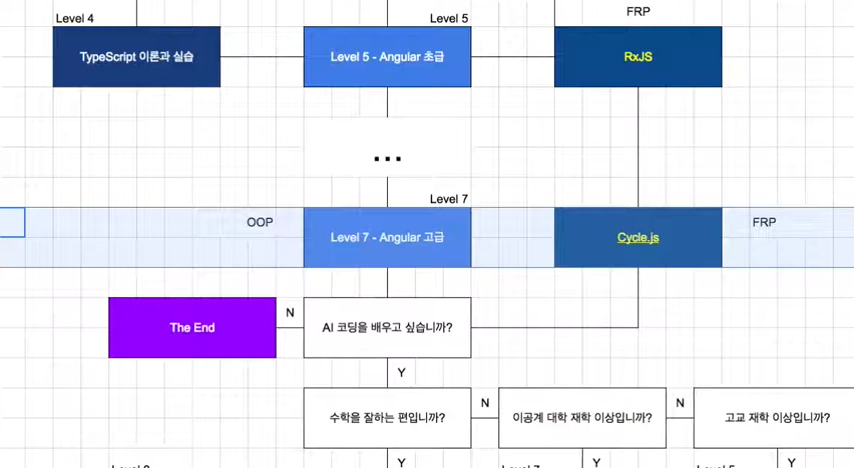 Level 4
Level 5
FRP
TypeScript 이론과 실습
Level 5 - Angular 초급
RxJS
...
Level 7
OOP
Level 7 - Angular 고급
Cycle.js
FRP
The End
N
AI 코딩을 배우고 싶습니까?
Y
수학을 잘하는 편입니까?
N
이공계 대학 재학 이상입니까?
N
고교 재학 이상입니까?
Y
Y
Y